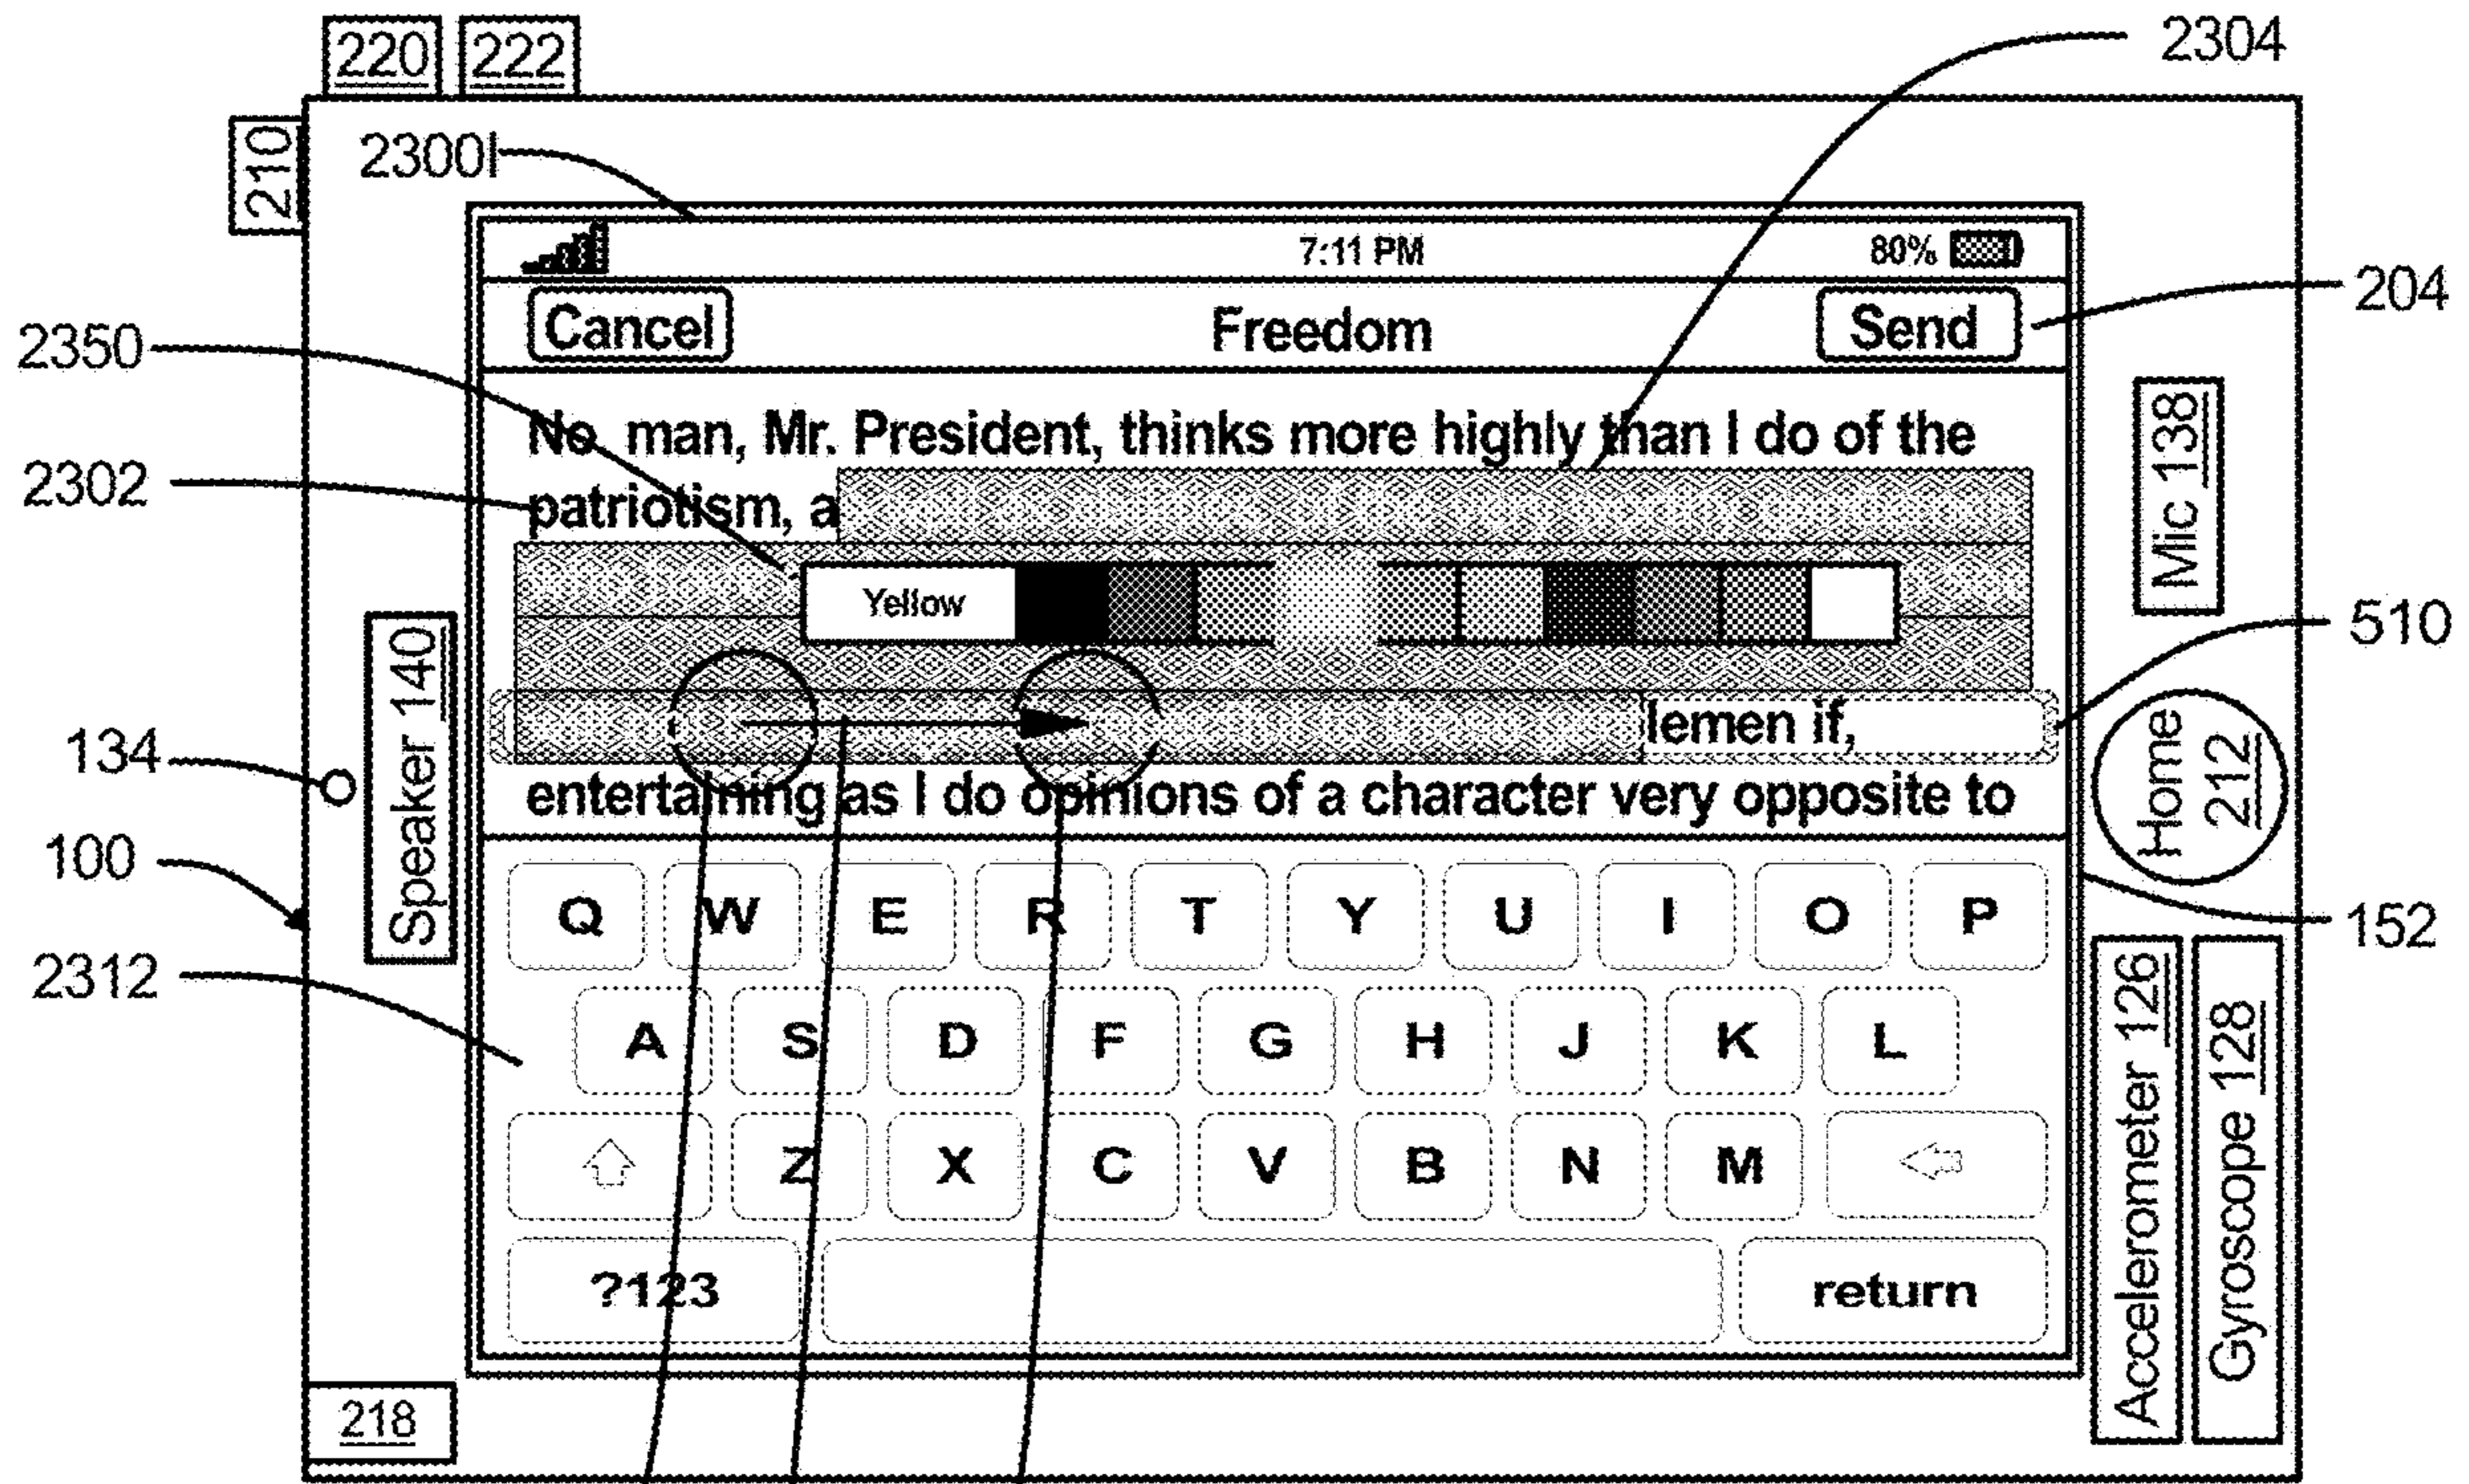 220 222
2304
210
2300I
7:11 PM 80%
204
Cancel Freedom Send
2350
No man, Mr. President, thinks more highly than I do of the
Mic 138
2302
patriotism, a
Yellow
510
Speaker 140
lemen if,
Home 212
134
entertaining as I do opinions of a character very opposite to
100
Q W E R T Y U I O P
152
2312
A S D F G H J K L
Accelerometer 126
Gyroscope 128
Z X C V B N M
?123 return
218